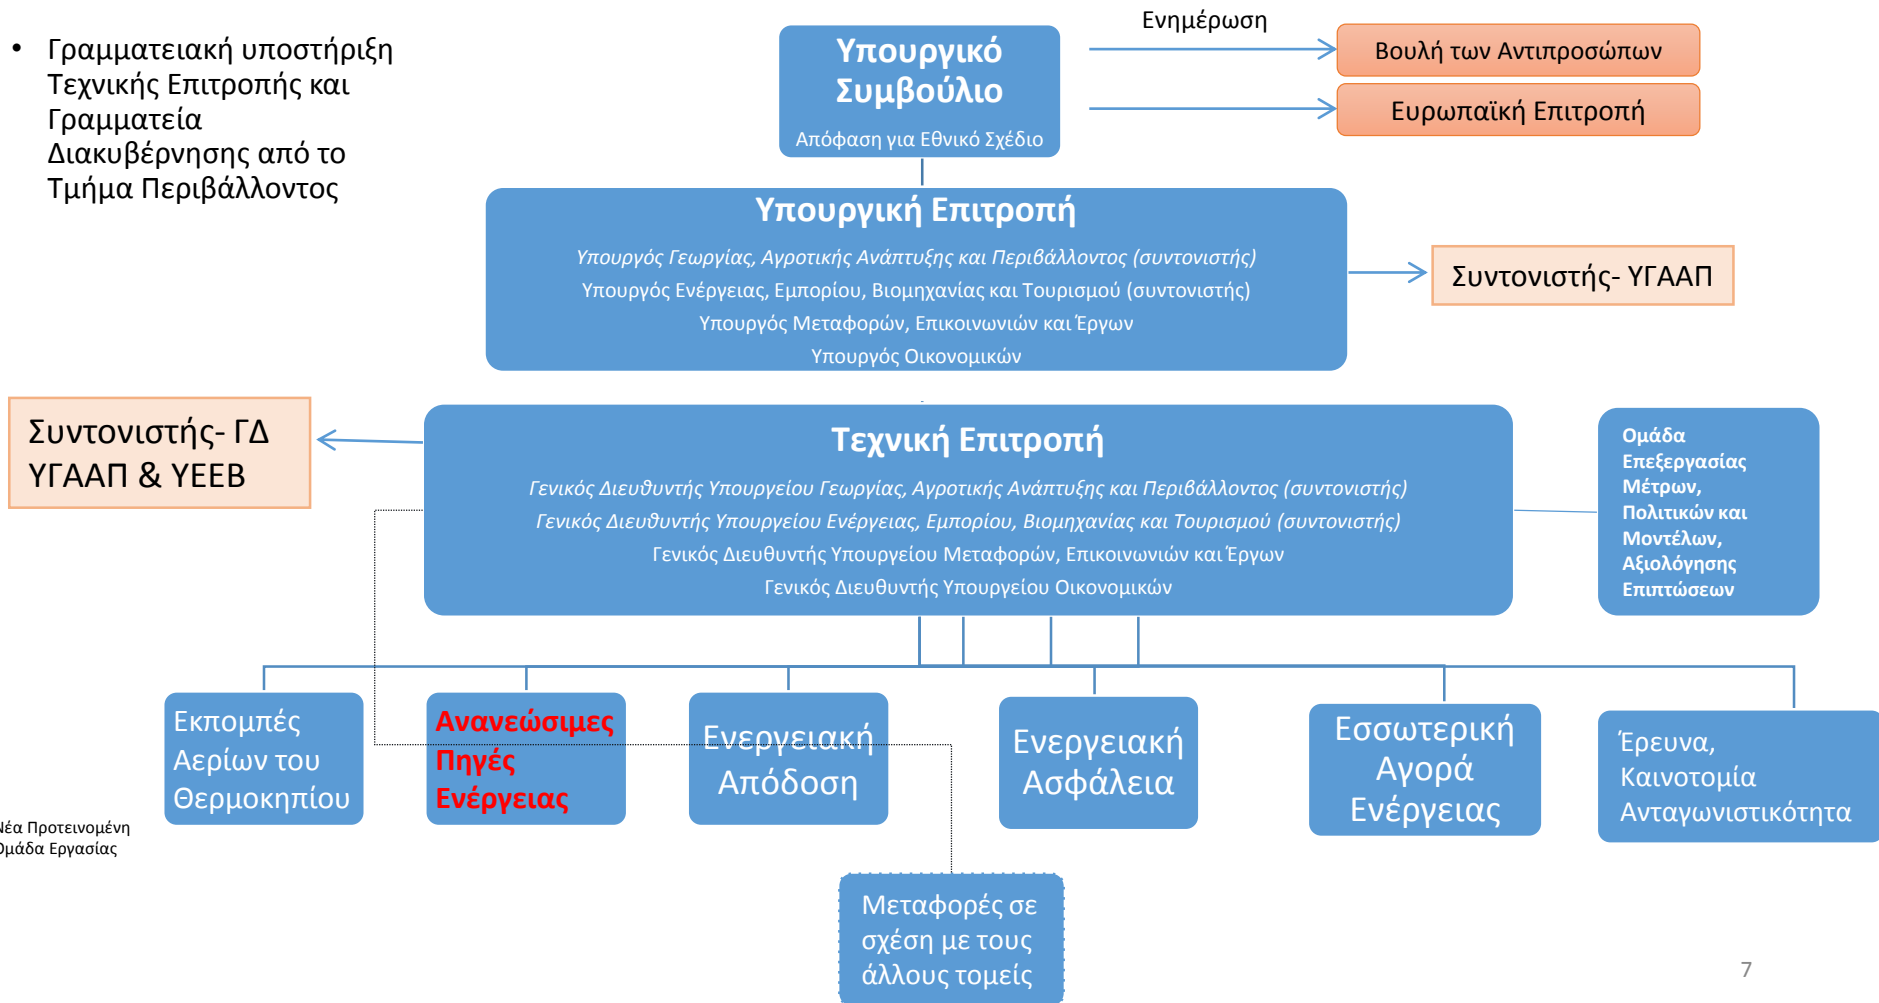 • Γραμματειακή υποστήριξη
Τεχνικής Επιτροπής και
Γραμματεία
Διακυβέρνησης από το
Τμήμα Περιβάλλοντος
Υπουργικό
Συμβούλιο
Απόφαση για Εθνικό Σχέδιο
Ενημέρωση
Βουλή των Αντιπροσώπων
Ευρωπαϊκή Επιτροπή
Υπουργική Επιτροπή
Υπουργός Γεωργίας, Αγροτικής Ανάπτυξης και Περιβάλλοντος (συντονιστής)
Υπουργός Ενέργειας, Εμπορίου, Βιομηχανίας και Τουρισμού (συντονιστής)
Υπουργός Μεταφορών, Επικοινωνιών και Έργων
Υπουργός Οικονομικών
Συντονιστής- ΥΓΑΑΠ
Συντονιστής- ΓΔ
ΥΓΑΑΠ & ΥΕΕΒ
Τεχνική Επιτροπή
Γενικός Διευθυντής Υπουργείου Γεωργίας, Αγροτικής Ανάπτυξης και Περιβάλλοντος (συντονιστής)
Γενικός Διευθυντής Υπουργείου Ενέργειας, Εμπορίου, Βιομηχανίας και Τουρισμού (συντονιστής)
Γενικός Διευθυντής Υπουργείου Μεταφορών, Επικοινωνιών και Έργων
Γενικός Διευθυντής Υπουργείου Οικονομικών
Ομάδα
Επεξεργασίας
Μέτρων,
Πολιτικών και
Μοντέλων,
Αξιολόγησης
Επιπτώσεων
Εκπομπές
Αερίων του
Θερμοκηπίου
Ανανεώσιμες
Πηγές
Ενέργειας
Ενεργειακή
Απόδοση
Ενεργειακή
Ασφάλεια
Εσσωτερική
Αγορά
Ενέργειας
Έρευνα,
Καινοτομία
Ανταγωνιστικότητα
Νέα Προτεινομένη
Ομάδα Εργασίας
Μεταφορές σε
σχέση με τους
άλλους τομείς
7